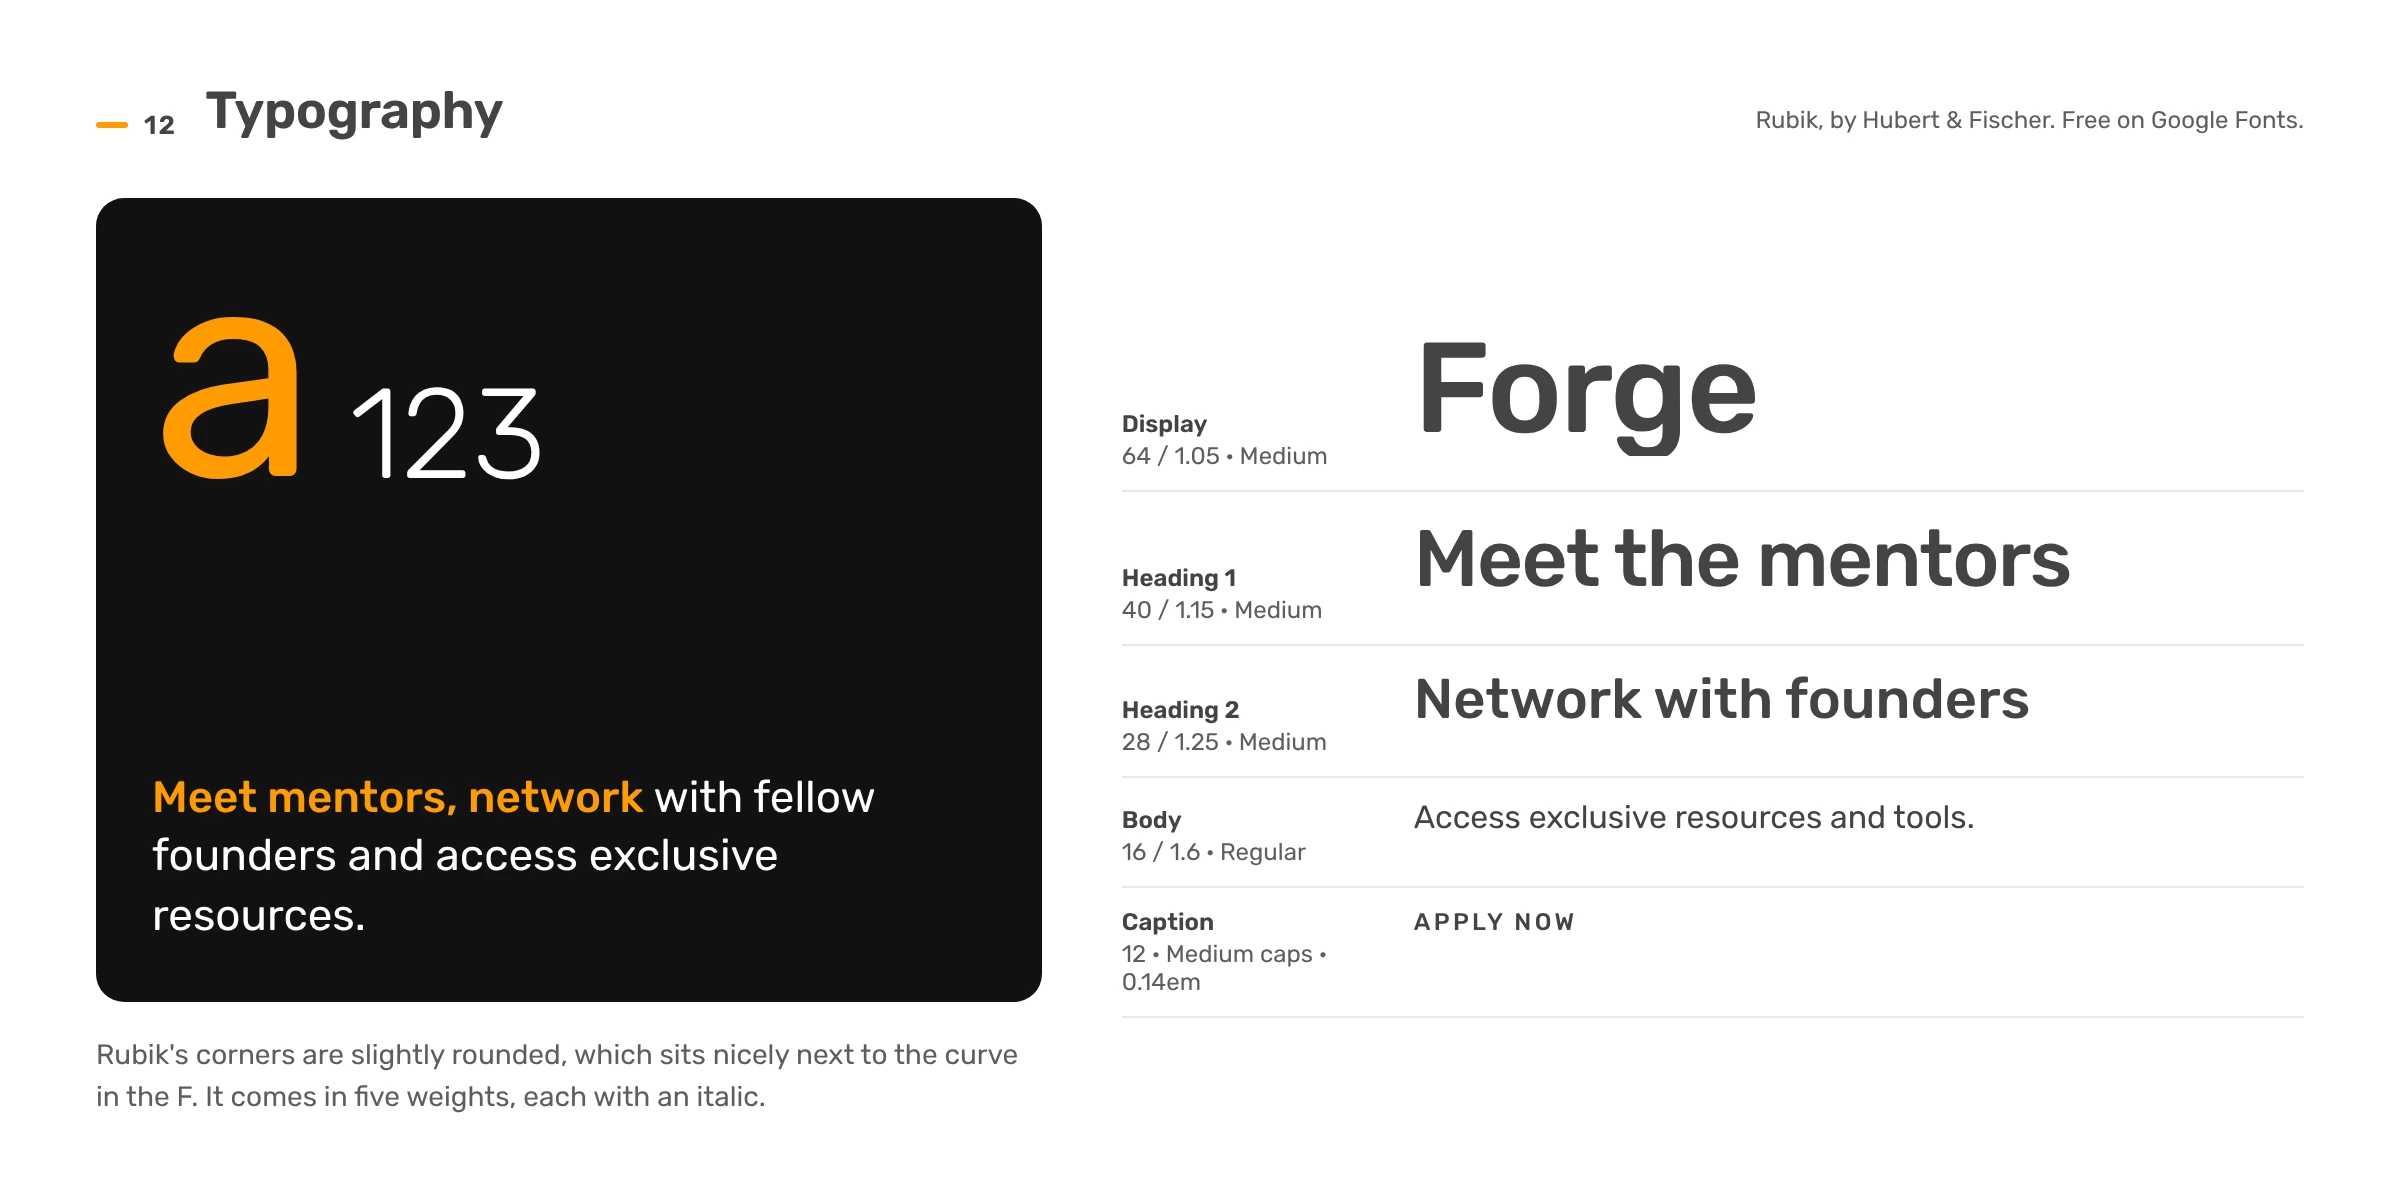 12 Typography
Rubik, by Hubert & Fischer. Free on Google Fonts.
a 123
Meet mentors, network with fellow
founders and access exclusive
resources.
Rubik's corners are slightly rounded, which sits nicely next to the curve
in the F. It comes in five weights, each with an italic.
Display
64 / 1.05 • Medium
Forge
Heading 1
40 / 1.15 • Medium
Meet the mentors
Heading 2
28 / 1.25 • Medium
Network with founders
Body
16 / 1.6 • Regular
Access exclusive resources and tools.
Caption
12 • Medium caps •
0.14em
APPLY NOW